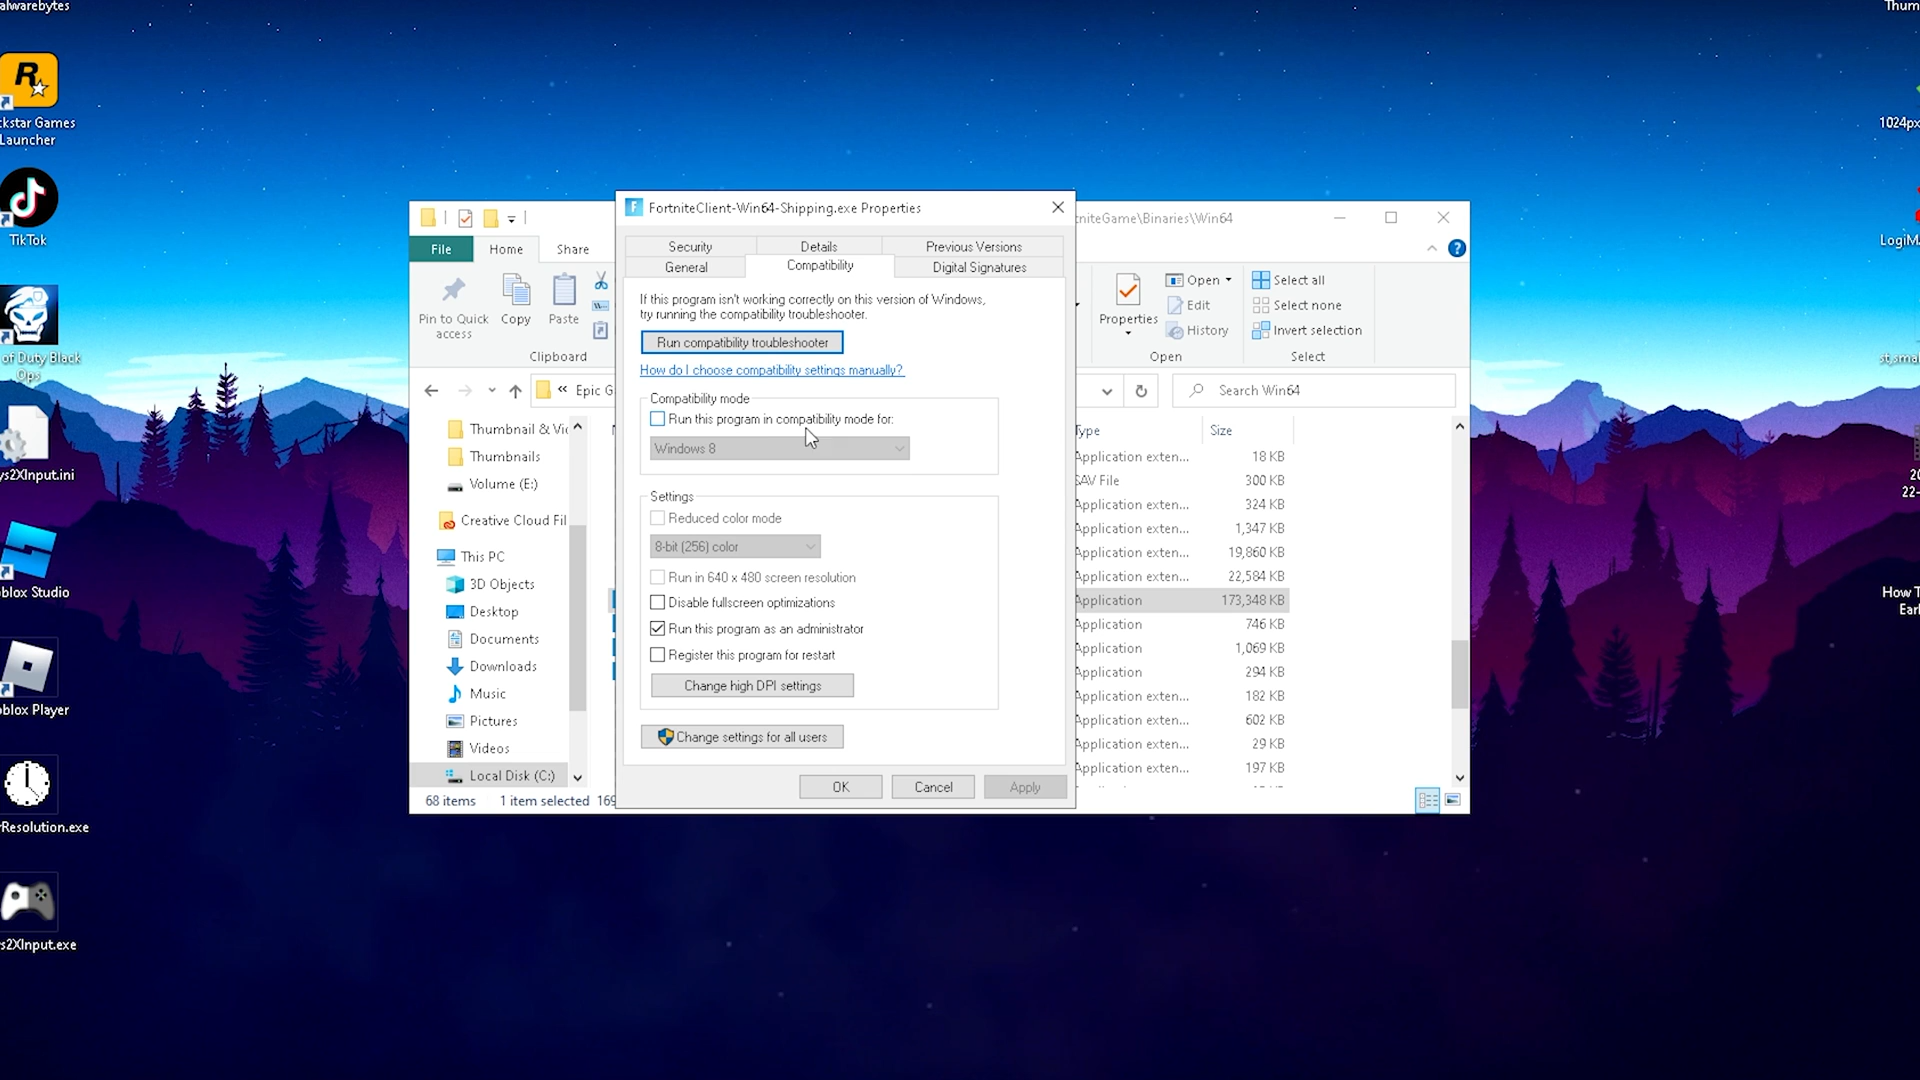 alwarebytes
Thum
R
kstar Games
Launcher
TikTok
of Duty Black
Ops
ys2XInput.ini
blox Studio
blox Player
Resolution.exe
s2XInput.exe
File
Home
Share
Pin to Quick
access
Copy
Paste
Clipboard
« Epic G
Thumbnail & Vic
Thumbnails
Volume (E:)
Creative Cloud Fil
This PC
3D Objects
Desktop
Documents
Downloads
Music
Pictures
Videos
Local Disk (C:)
68 items
1 item selected
169
F
FortniteClient-Win64-Shipping.exe Properties
Security
Details
Previous Versions
General
Compatibility
Digital Signatures
If this program isn't working correctly on this version of Windows,
try running the compatibility troubleshooter.
Run compatibility troubleshooter
How do I choose compatibility settings manually?
Compatibility mode
Run this program in compatibility mode for:
Windows 8
Settings
Reduced color mode
8-bit (256) color
Run in 640 x 480 screen resolution
Disable fullscreen optimizations
Run this program as an administrator
Register this program for restart
Change high DPI settings
Change settings for all users
OK
Cancel
Apply
niteGame\Binaries\Win64
?
Properties
Open
Edit
History
Open
Select all
Select none
Invert selection
Select
Search Win64
Type
Size
Application exten...
18 KB
SAV File
300 KB
Application exten...
324 KB
Application exten...
1,347 KB
Application exten...
19,860 KB
Application exten...
22,584 KB
Application
173,348 KB
Application
746 KB
Application
1,069 KB
Application
294 KB
Application exten...
182 KB
Application exten...
602 KB
Application exten...
29 KB
Application exten...
197 KB
1024px
LogiMa
st,smal
20
22-
How T
Earl